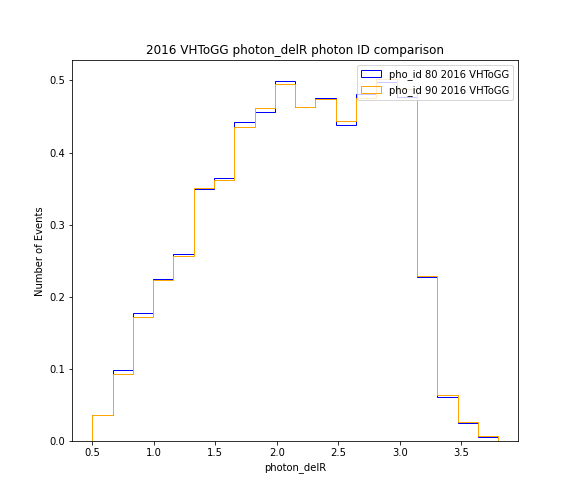 2016 VHToGG photon_delR photon ID comparison
pho_id 80 2016 VHToGG
pho_id 90 2016 VHToGG
Number of Events
0.5
0.4
0.3
0.2
0.1
0.0
0.5 1.0 1.5 2.0 2.5 3.0 3.5
photon_delR